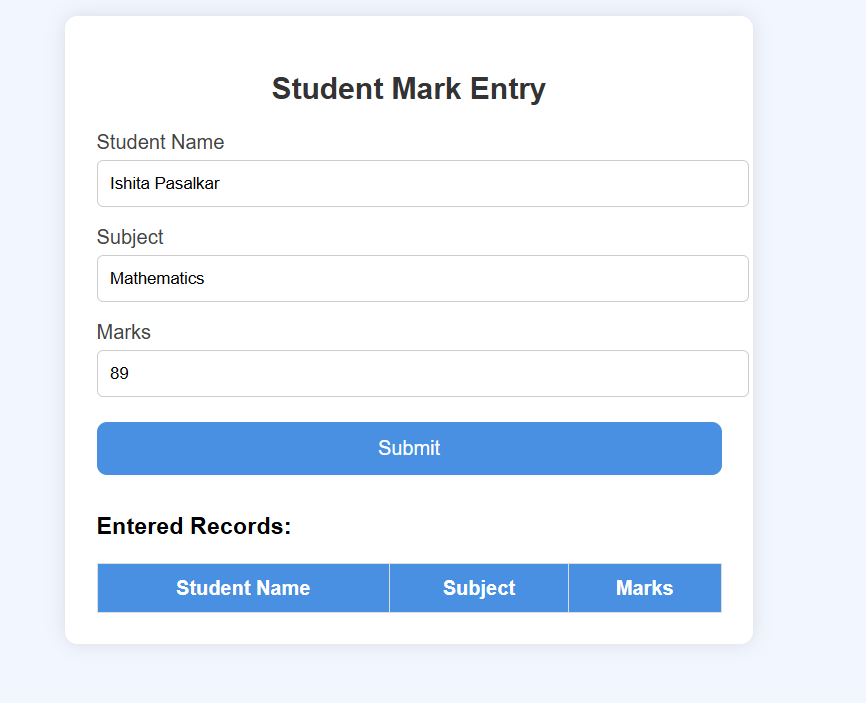 Student Mark Entry
Student Name
Ishita Pasalkar
Subject
Mathematics
Marks
89
Submit
Entered Records:
Student Name Subject Marks